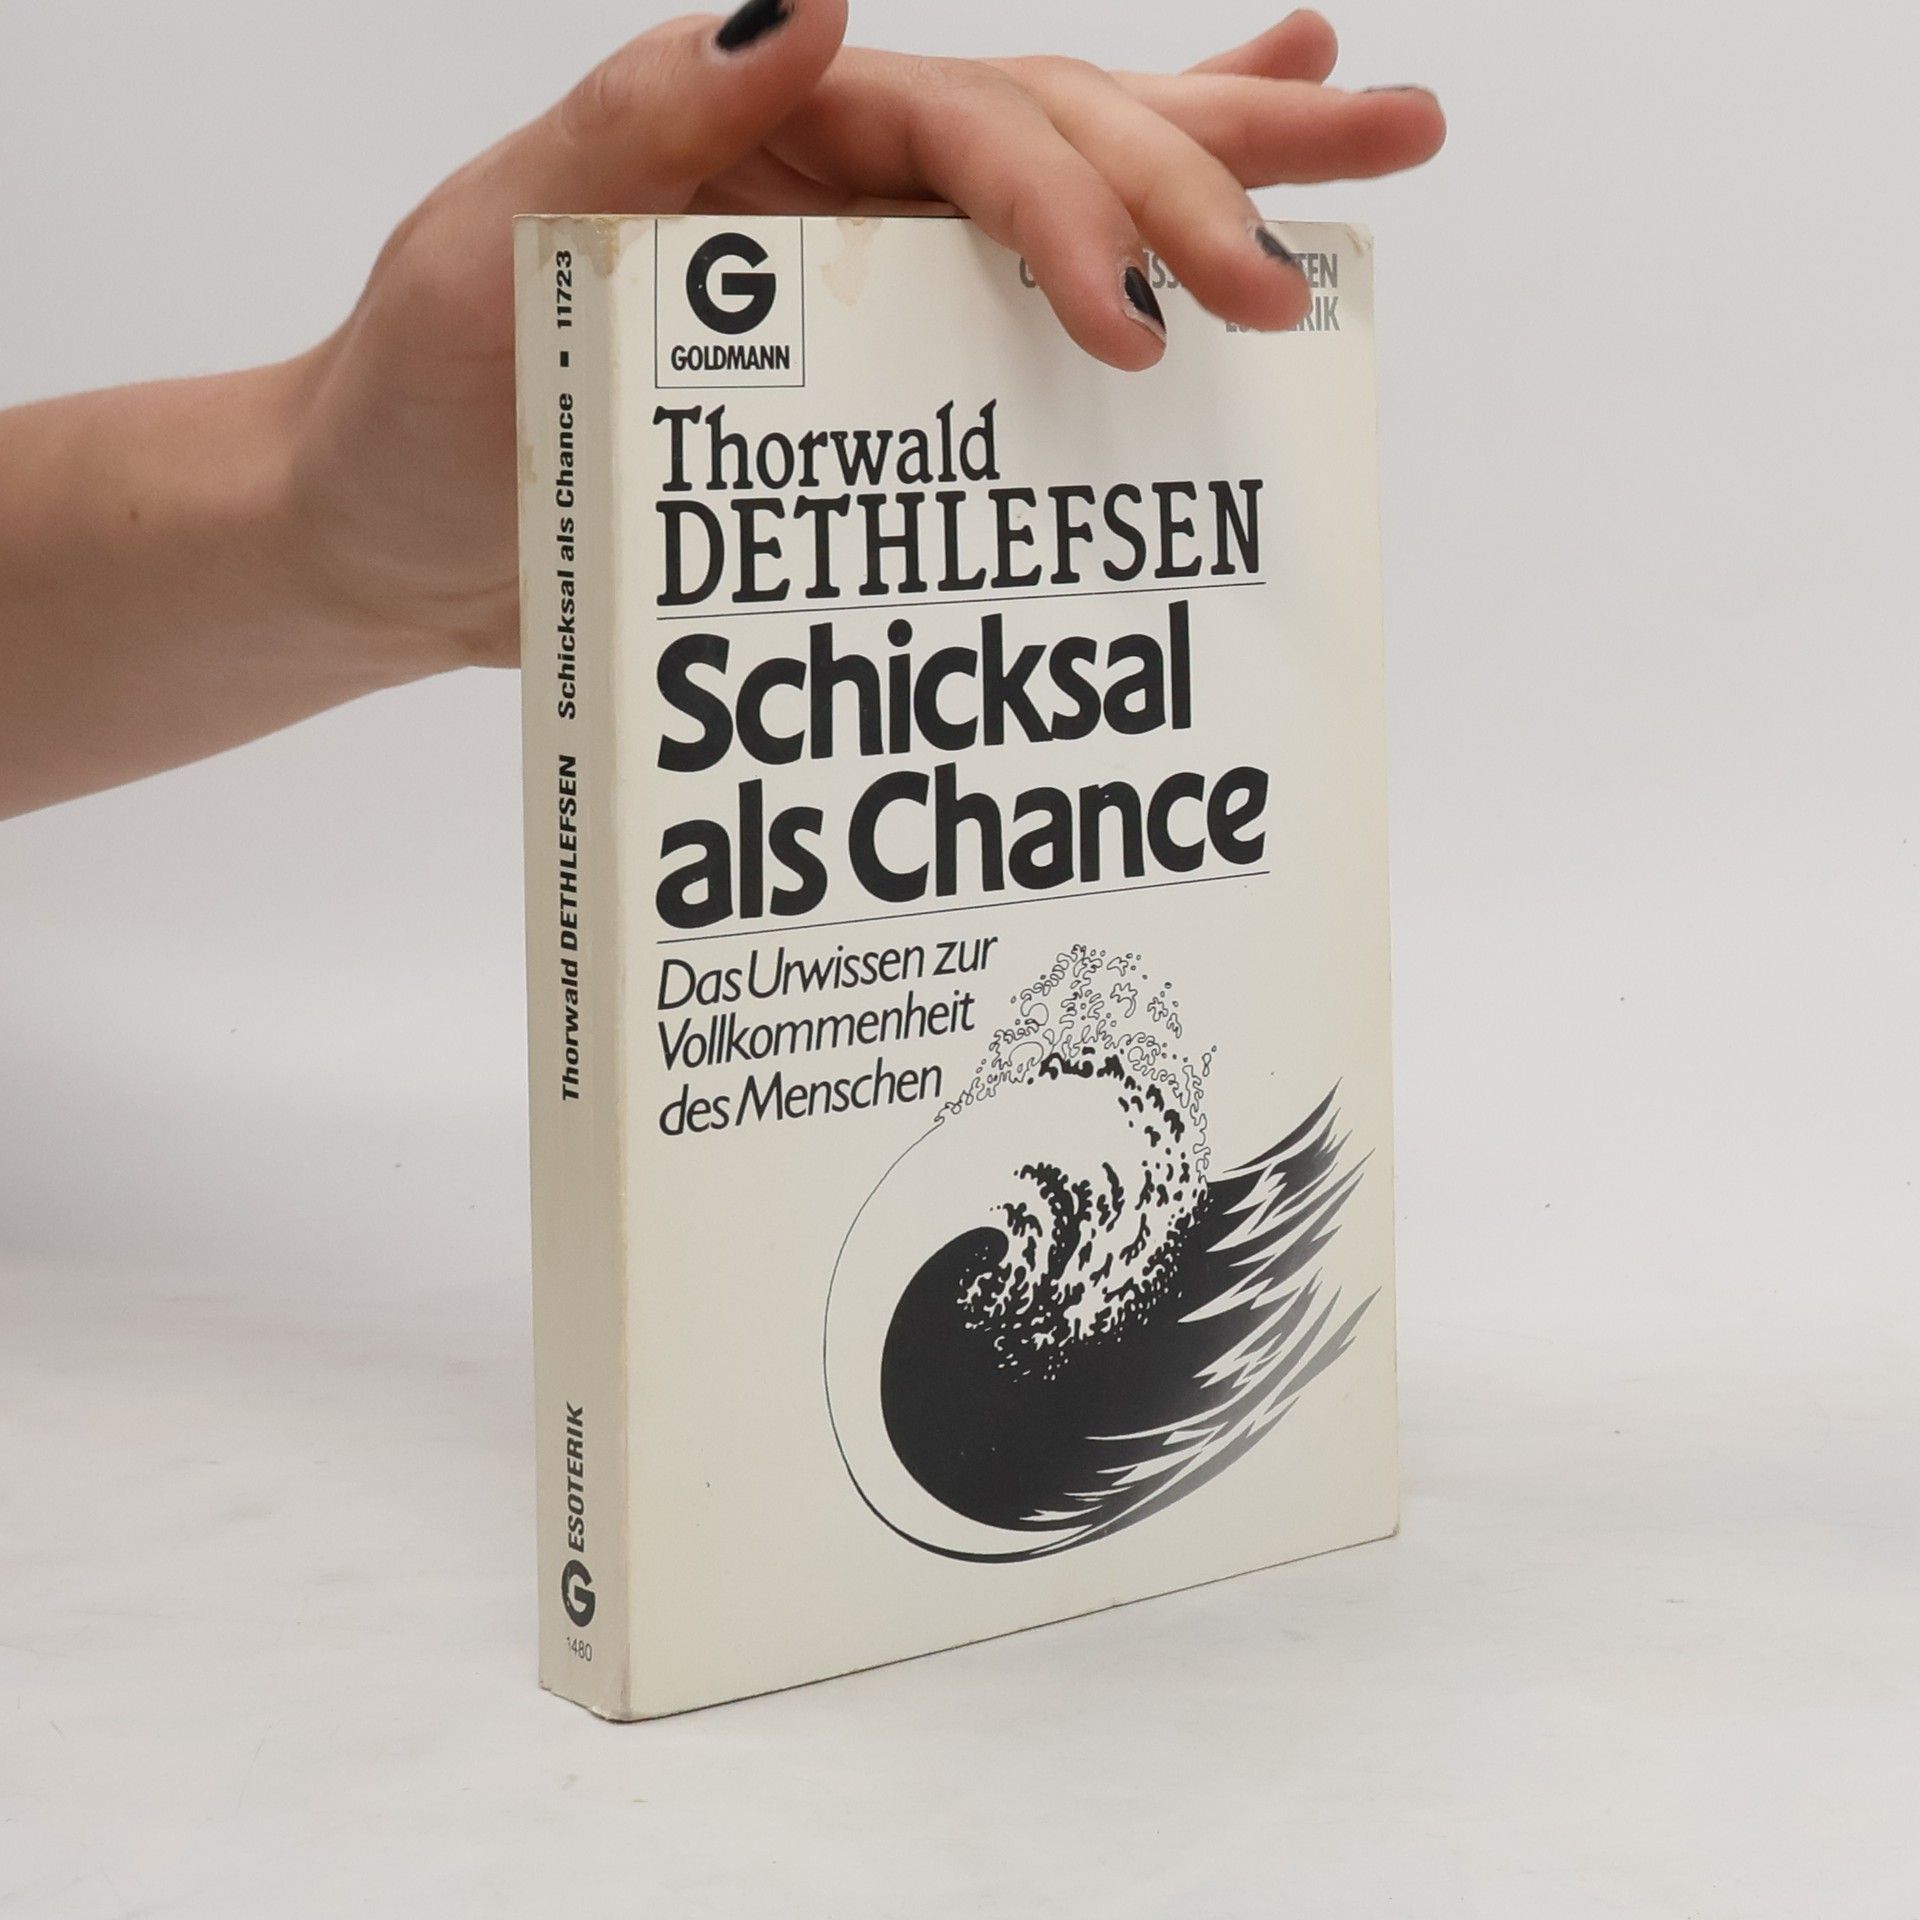 G
GOLDMANN
Thorwald
DETHLEFSEN
Schicksal
als Chance
Das Urwissen zur
Vollkommenheit
des Menschen
Thorwald DETHLEFSEN Schicksal als Chance ▪ 11723
G ESOTERIK
1480